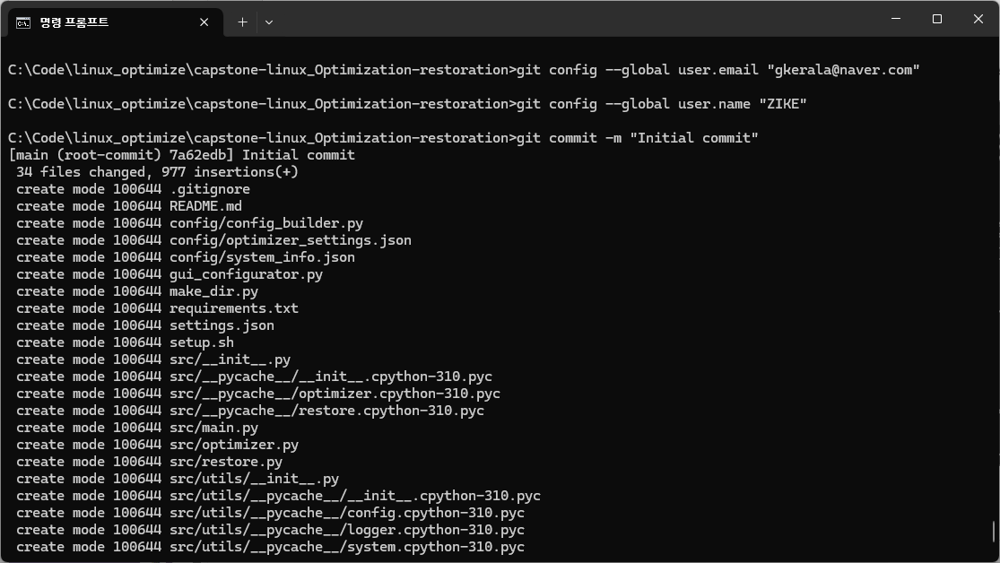 명령 프롬프트
C:\Code\linux_optimize\capstone-linux_Optimization-restoration>git config --global user.email "gkerala@naver.com"
C:\Code\linux_optimize\capstone-linux_Optimization-restoration>git config --global user.name "ZIKE"
C:\Code\linux_optimize\capstone-linux_Optimization-restoration>git commit -m "Initial commit"
[main (root-commit) 7a62edb] Initial commit
 34 files changed, 977 insertions(+)
 create mode 100644 .gitignore
 create mode 100644 README.md
 create mode 100644 config/config_builder.py
 create mode 100644 config/optimizer_settings.json
 create mode 100644 config/system_info.json
 create mode 100644 gui_configurator.py
 create mode 100644 make_dir.py
 create mode 100644 requirements.txt
 create mode 100644 settings.json
 create mode 100644 setup.sh
 create mode 100644 src/__init__.py
 create mode 100644 src/__pycache__/__init__.cpython-310.pyc
 create mode 100644 src/__pycache__/optimizer.cpython-310.pyc
 create mode 100644 src/__pycache__/restore.cpython-310.pyc
 create mode 100644 src/main.py
 create mode 100644 src/optimizer.py
 create mode 100644 src/restore.py
 create mode 100644 src/utils/__init__.py
 create mode 100644 src/utils/__pycache__/__init__.cpython-310.pyc
 create mode 100644 src/utils/__pycache__/config.cpython-310.pyc
 create mode 100644 src/utils/__pycache__/logger.cpython-310.pyc
 create mode 100644 src/utils/__pycache__/system.cpython-310.pyc